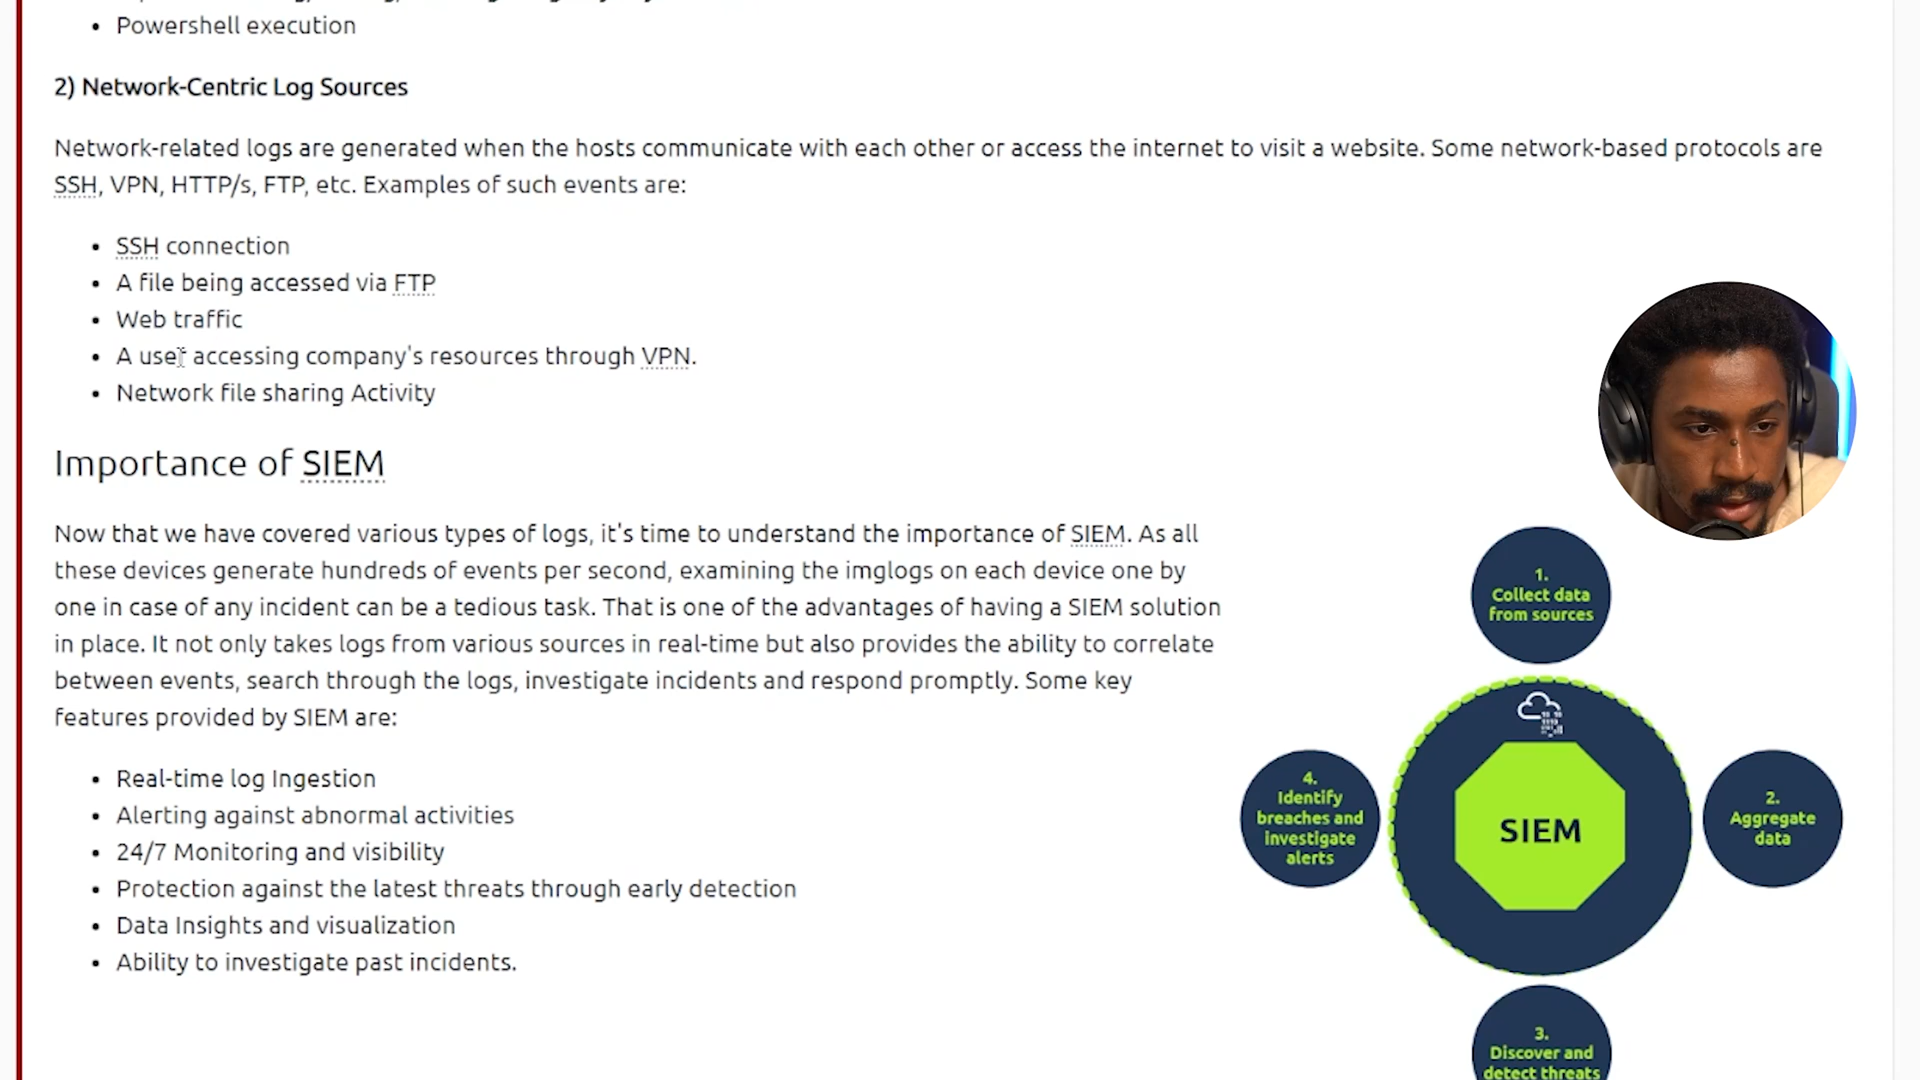 • Powershell execution
2) Network-Centric Log Sources
Network-related logs are generated when the hosts communicate with each other or access the internet to visit a website. Some network-based protocols are
SSH, VPN, HTTP/s, FTP, etc. Examples of such events are:
• SSH connection
• A file being accessed via FTP
• Web traffic
• A user accessing company's resources through VPN.
• Network file sharing Activity
Importance of SIEM
Now that we have covered various types of logs, it's time to understand the importance of SIEM. As all
these devices generate hundreds of events per second, examining the imglogs on each device one by
one in case of any incident can be a tedious task. That is one of the advantages of having a SIEM solution
in place. It not only takes logs from various sources in real-time but also provides the ability to correlate
between events, search through the logs, investigate incidents and respond promptly. Some key
features provided by SIEM are:
• Real-time log Ingestion
• Alerting against abnormal activities
• 24/7 Monitoring and visibility
• Protection against the latest threats through early detection
• Data Insights and visualization
• Ability to investigate past incidents.
1.
Collect data
from sources
SIEM
2.
Aggregate
data
3.
Discover and
detect threats
4.
Identify
breaches and
investigate
alerts